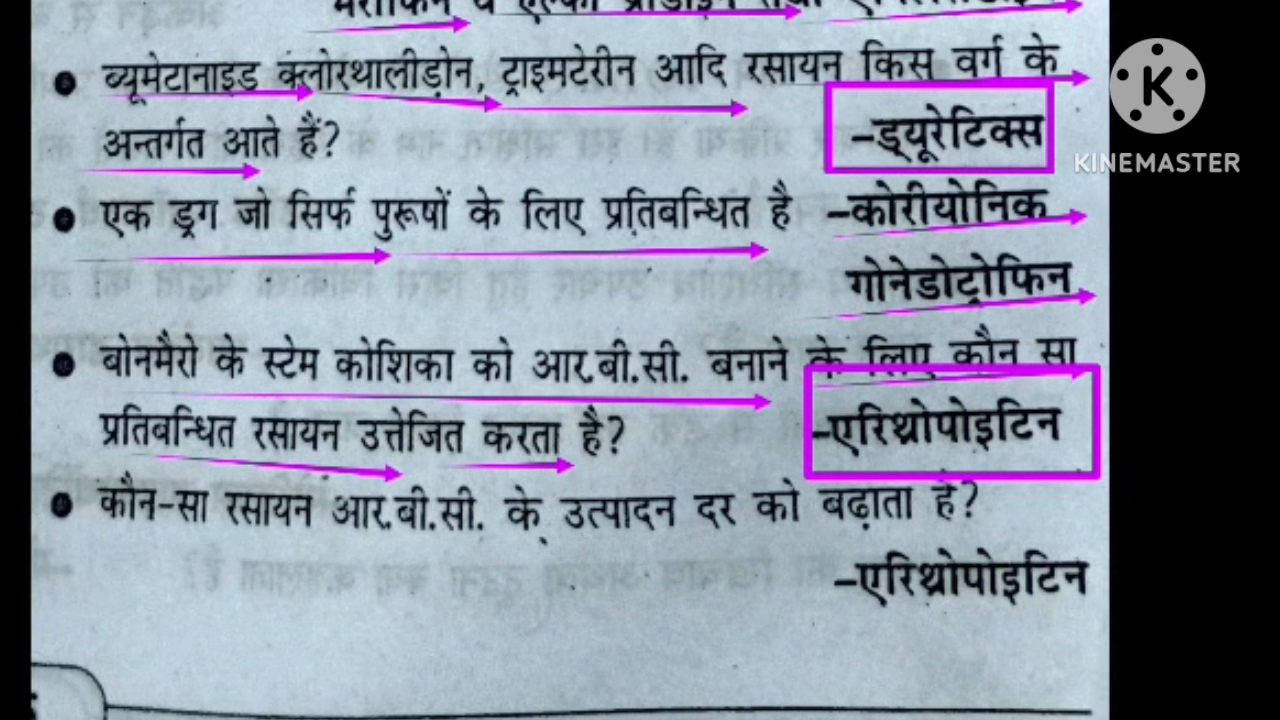 व्यूमेटानाइड क्लोरथालीड़ोन, ट्राइमटेरीन आदि रसायन किस वर्ग के
अन्तर्गत आते हैं? –ड्यूरेटिक्स
K
KINEMASTER
एक ड्रग जो सिर्फ पुरूषों के लिए प्रतिबन्धित है –कोरीयोनिक
गोनेडोट्रोफिन
बोनमैरो के स्टेम कोशिका को आर.बी.सी. बनाने के लिए कौन सा
प्रतिबन्धित रसायन उत्तेजित करता है? –एरिथ्रोपोइटिन
कौन-सा रसायन आर.बी.सी. के उत्पादन दर को बढ़ाता है?
–एरिथ्रोपोइटिन